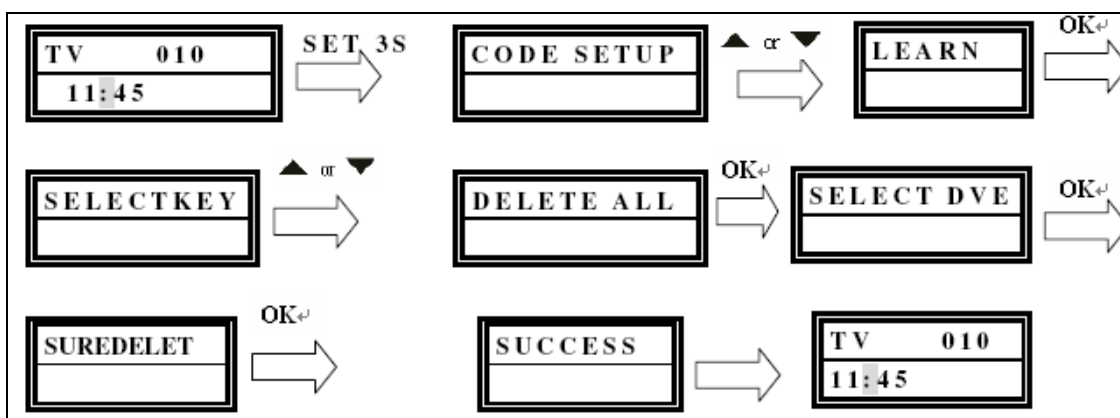 TV 010
11:45
SET 3S
CODE SETUP
▲ or ▼
LEARN
OK↵
SELECTKEY
▲ or ▼
DELETE ALL
OK↵
SELECT DVE
OK↵
SUREDELET
OK↵
SUCCESS
TV 010
11:45